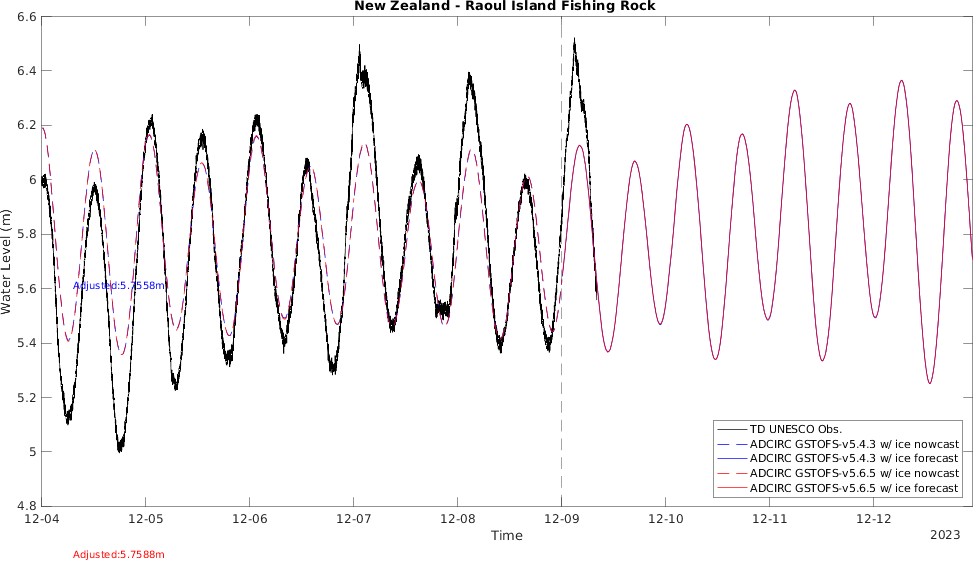 New Zealand - Raoul Island Fishing Rock
6.6
6.4
6.2
6
5.8
5.6
5.4
5.2
5
4.8
Water Level (m)
Adjusted:5.7558m
TD UNESCO Obs.
ADCIRC GSTOFS-v5.4.3 w/ ice nowcast
ADCIRC GSTOFS-v5.4.3 w/ ice forecast
ADCIRC GSTOFS-v5.6.5 w/ ice nowcast
ADCIRC GSTOFS-v5.6.5 w/ ice forecast
12-04 12-05 12-06 12-07 12-08 12-09 12-10 12-11 12-12
Time
2023
Adjusted:5.7588m